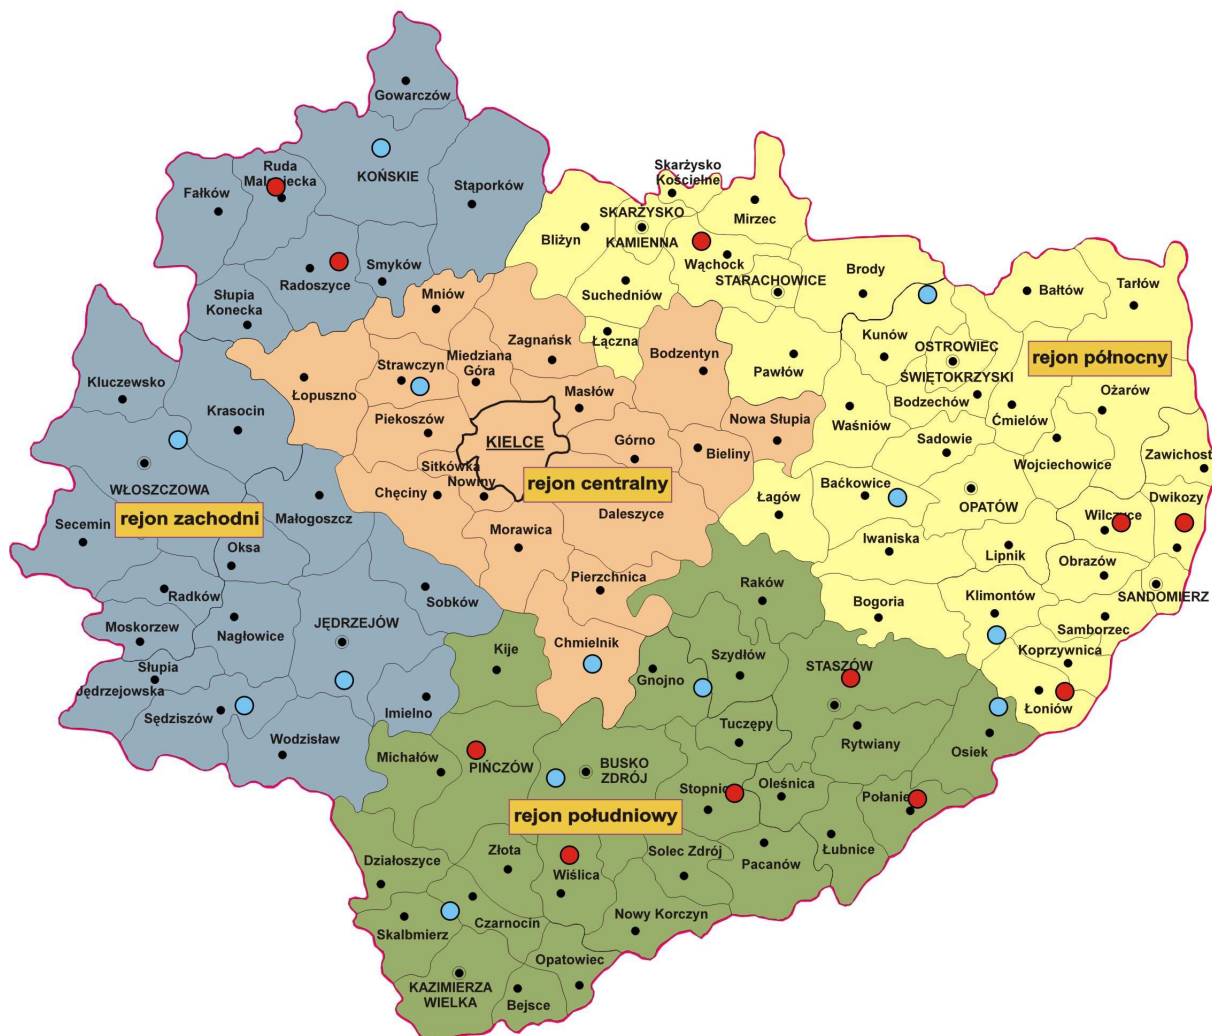 Gowarczów
Ruda
Maleniecka
KOŃSKIE
Fałków
Stąporków
Radoszyce
Smyków
Słupia
Konecka
Skarżysko
Kościelne
SKARŻYSKO
KAMIENNA
Bliżyn
Mirzec
Wąchock
STARACHOWICE
Suchedniów
Łączna
Brody
Bałtów
Tarłów
Mniów
Zagnańsk
Strawczyn
Miedziana
Góra
Bodzentyn
Pawłów
Kunów
OSTROWIEC
ŚWIĘTOKRZYSKI
rejon północny
Kluczewsko
Łopuszno
Masłów
Bodzechów
Ożarów
Krasocin
Piekoszów
Nowa Słupia
Waśniów
Ćmielów
KIELCE
Górno
Bieliny
Sadowie
Wojciechowice
Zawichost
WŁOSZCZOWA
Sitkówka
Nowiny
rejon centralny
Chęciny
Łagów
Baćkowice
OPATÓW
Dwikozy
rejon zachodni
Małogoszcz
Daleszyce
Wilczyce
Secemin
Oksa
Morawica
Iwaniska
Lipnik
Obrazów
Radków
Sobków
Pierzchnica
Raków
Bogoria
Klimontów
SANDOMIERZ
Moskorzew
Nagłowice
JĘDRZEJÓW
Samborzec
Słupia
Jędrzejowska
Kije
Chmielnik
Gnojno
Szydłów
STASZÓW
Koprzywnica
Sędziszów
Imielno
Łoniów
Wodzisław
Tuczępy
Rytwiany
Osiek
Michałów
PIŃCZÓW
BUSKO
ZDRÓJ
Stopnica
Oleśnica
Połaniec
rejon południowy
Działoszyce
Złota
Wiślica
Solec Zdrój
Pacanów
Łubnice
Skalbmierz
Czarnocin
Nowy Korczyn
KAZIMIERZA
WIELKA
Opatowiec
Bejsce